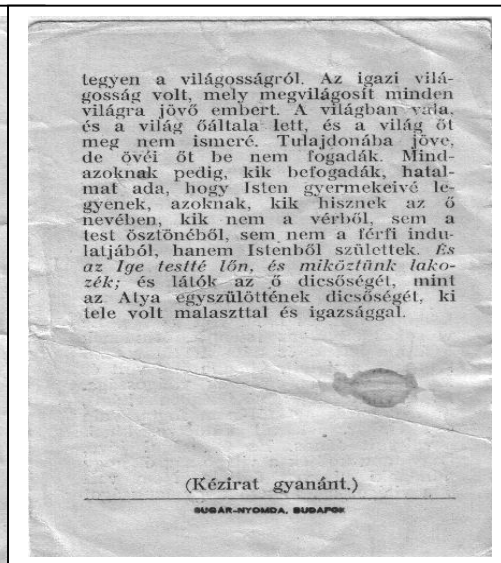 tegyen a világosságról. Az igazi vilá-
gosság volt, mely megvilágosít minden
világra jövő embert. A világban vala,
és a világ őáltala lett, és a világ őt
meg nem ismeré. Tulajdonába jöve,
de övéi őt be nem fogadák. Mind-
azoknak pedig, kik befogadák, hatal-
mat ada, hogy Isten gyermekeivé le-
gyenek, azoknak, kik hisznek az ő
nevében, kik nem a vérből, sem a
test ösztönéből, sem nem a férfi indu-
latjából, hanem Istenből születtek. És
az Ige testté lőn, és miköztünk lako-
zék; és látók az ő dicsőségét, mint
az Atya egyszülöttének dicsőségét, ki
tele volt malaszttal és igazsággal.
(Kézirat gyanánt.)
SUGÁR-NYOMDA, BUDAFOK